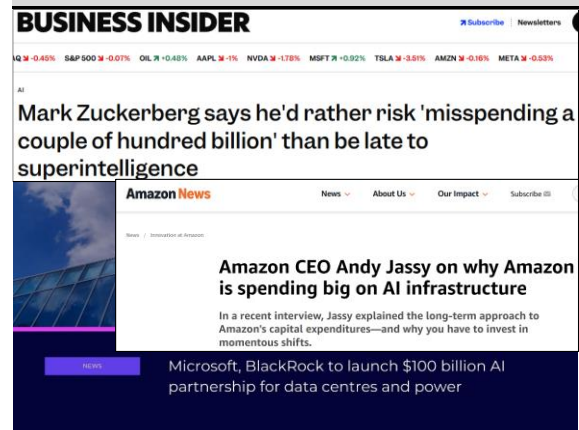 BUSINESS INSIDER
Subscribe Newsletters
Q -0.45% S&P 500 -0.07% OIL +0.48% AAPL -1% NVDA -1.78% MSFT +0.92% TSLA -3.51% AMZN -0.16% META -0.53%
AI
Mark Zuckerberg says he'd rather risk 'misspending a
couple of hundred billion' than be late to
superintelligence
Amazon News
News About Us Our Impact Subscribe
News / Innovation at Amazon
Amazon CEO Andy Jassy on why Amazon
is spending big on AI infrastructure
In a recent interview, Jassy explained the long-term approach to
Amazon's capital expenditures—and why you have to invest in
momentous shifts.
NEWS
Microsoft, BlackRock to launch $100 billion AI
partnership for data centres and power